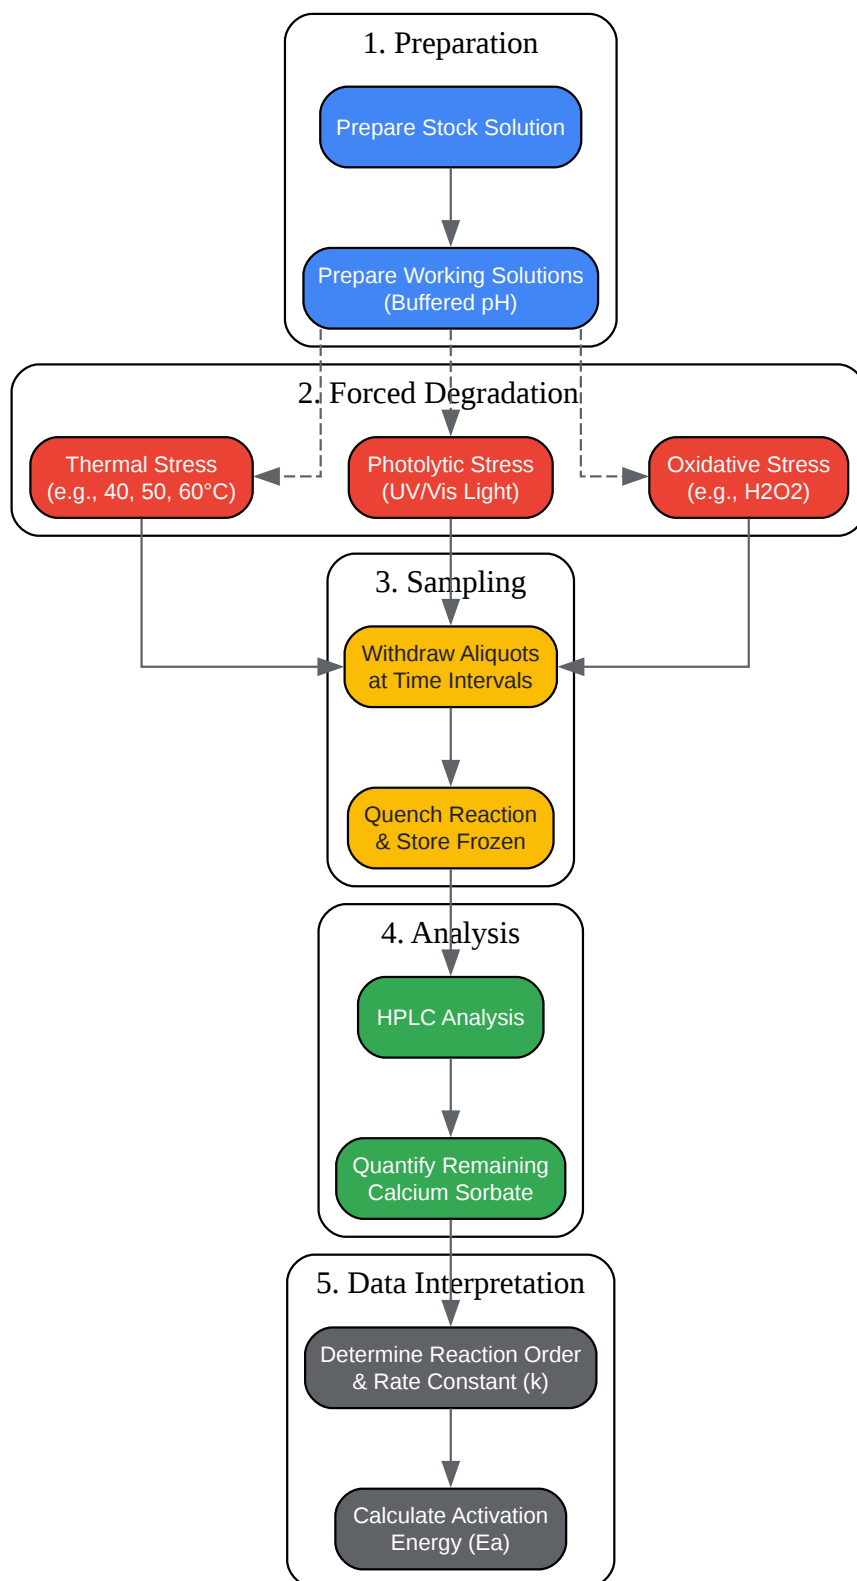 1. Preparation
Prepare Stock Solution
Prepare Working Solutions
(Buffered pH)
2. Forced Degradation
Thermal Stress
(e.g., 40, 50, 60°C)
Photolytic Stress
(UV/Vis Light)
Oxidative Stress
(e.g., H2O2)
3. Sampling
Withdraw Aliquots
at Time Intervals
Quench Reaction
& Store Frozen
4. Analysis
HPLC Analysis
Quantify Remaining
Calcium Sorbate
5. Data Interpretation
Determine Reaction Order
& Rate Constant (k)
Calculate Activation
Energy (Ea)